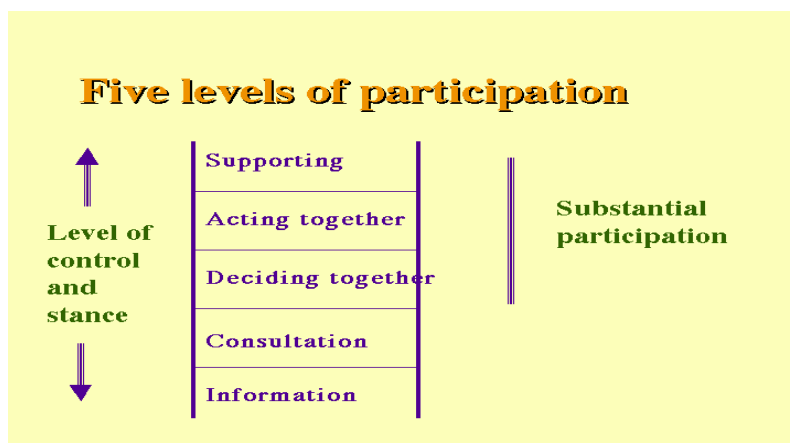 Five levels of participation
Supporting
Acting together
Deciding together
Consultation
Information
Level of
control
and
stance
Substantial
participation